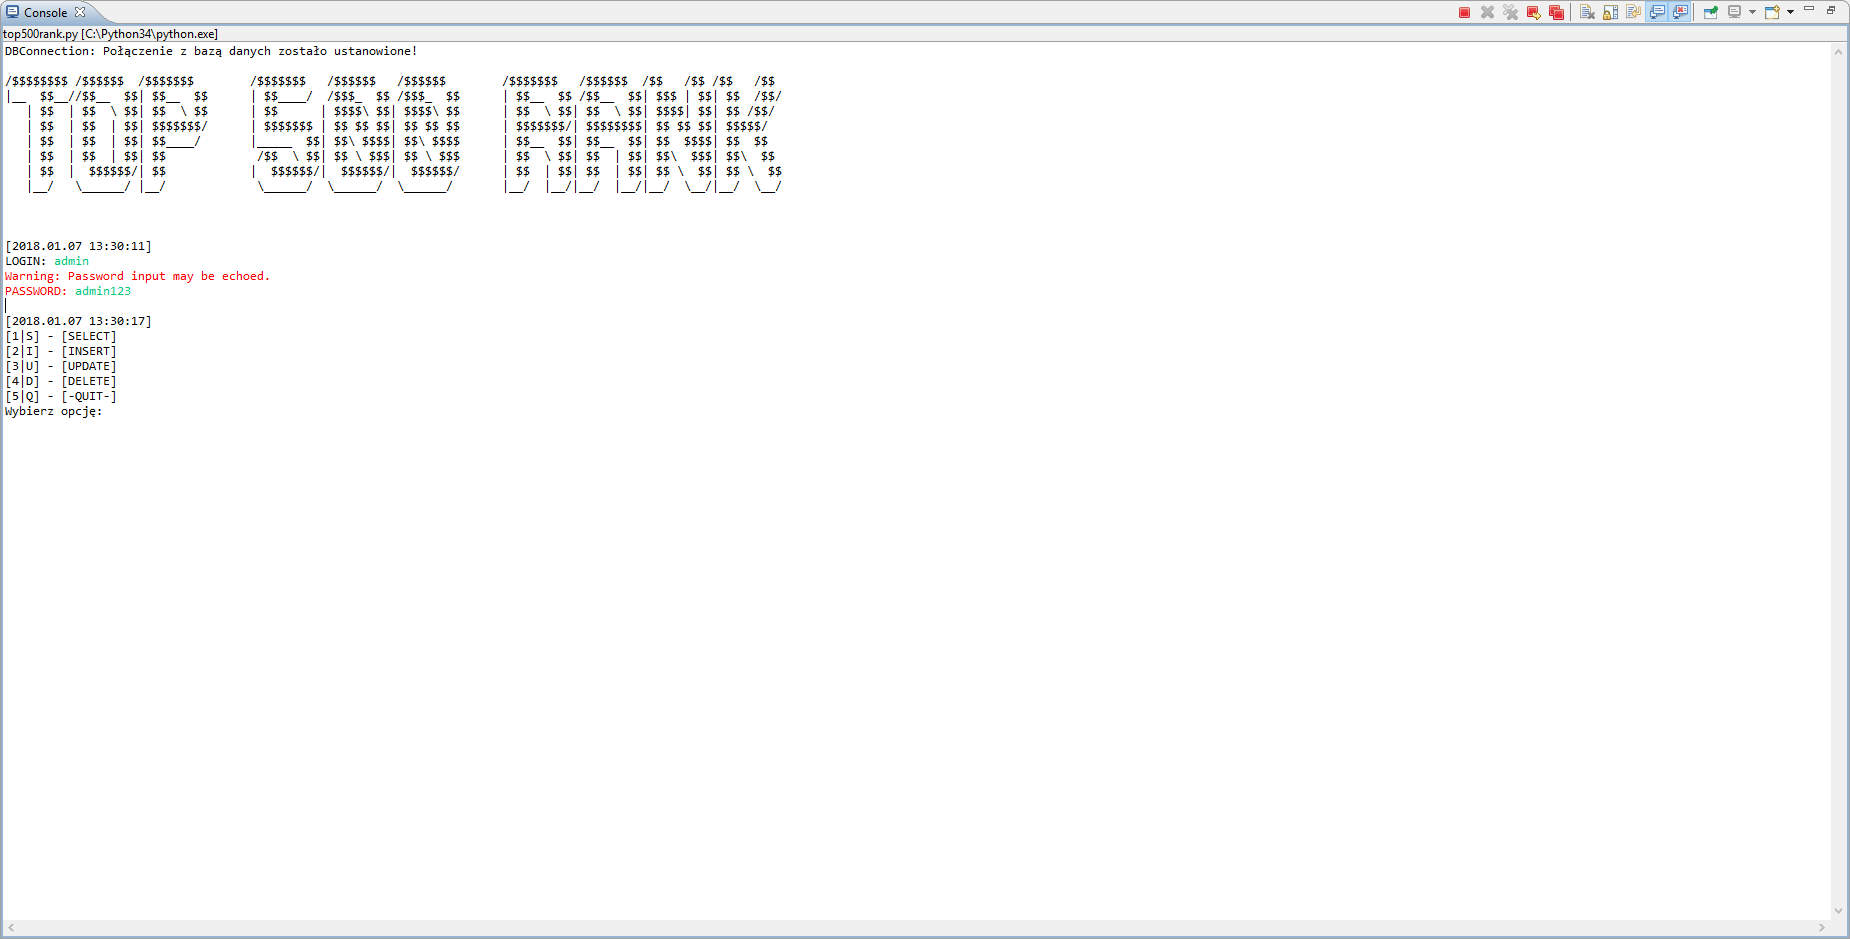 Console
top500rank.py [C:\Python34\python.exe]
DBConnection: Połączenie z bazą danych zostało ustanowione!
/$$$$$$$$ /$$$$$$  /$$$$$$$        /$$$$$$$   /$$$$$$   /$$$$$$        /$$$$$$$   /$$$$$$  /$$   /$$ /$$   /$$
|__  $$__//$$__  $$| $$__  $$      | $$____/  /$$$_  $$ /$$$_  $$      | $$__  $$ /$$__  $$| $$$ | $$| $$  /$$/
   | $$  | $$  \ $$| $$  \ $$      | $$      | $$$$\ $$| $$$$\ $$      | $$  \ $$| $$  \ $$| $$$$| $$| $$ /$$/
   | $$  | $$  | $$| $$$$$$$/      | $$$$$$$ | $$ $$ $$| $$ $$ $$      | $$$$$$$/| $$$$$$$$| $$ $$ $$| $$$$$/
   | $$  | $$  | $$| $$____/       |_____  $$| $$\ $$$$| $$\ $$$$      | $$__  $$| $$__  $$| $$  $$$$| $$  $$
   | $$  | $$  | $$| $$             /$$  \ $$| $$ \ $$$| $$ \ $$$      | $$  \ $$| $$  | $$| $$\  $$$| $$\  $$
   | $$  |  $$$$$$/| $$            |  $$$$$$/|  $$$$$$/|  $$$$$$/      | $$  | $$| $$  | $$| $$ \  $$| $$ \  $$
   |__/   \______/ |__/             \______/  \______/  \______/       |__/  |__/|__/  |__/|__/  \__/|__/  \__/
[2018.01.07 13:30:11]
LOGIN: admin
Warning: Password input may be echoed.
PASSWORD: admin123
[2018.01.07 13:30:17]
[1|S] - [SELECT]
[2|I] - [INSERT]
[3|U] - [UPDATE]
[4|D] - [DELETE]
[5|Q] - [-QUIT-]
Wybierz opcję: